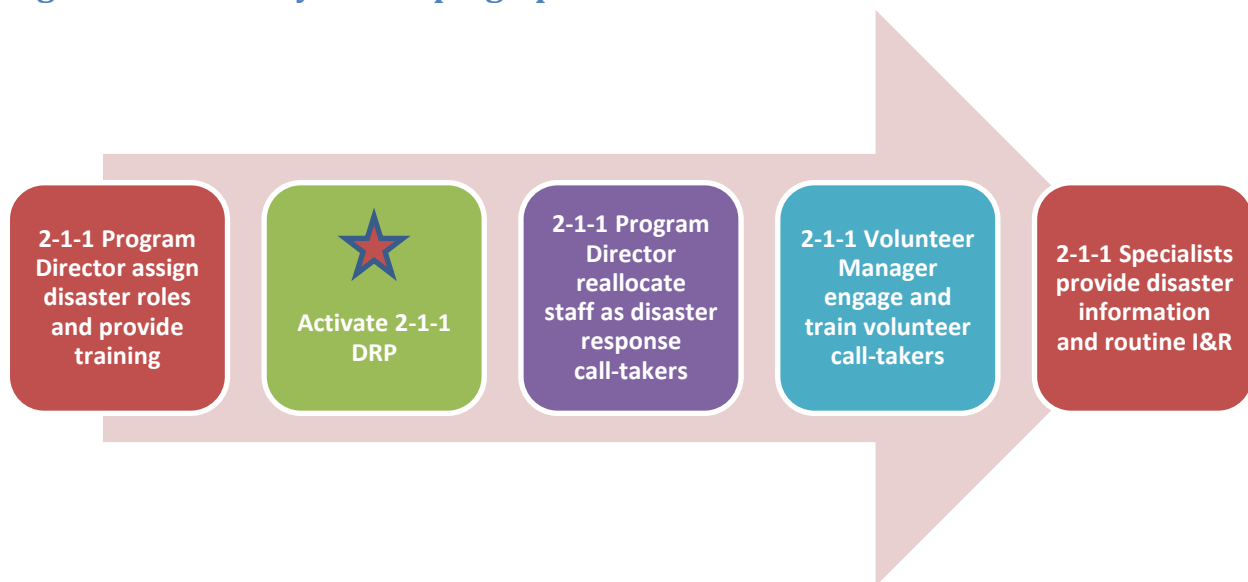 2-1-1 Program
Director assign
disaster roles
and provide
training
Activate 2-1-1
DRP
2-1-1 Program
Director
reallocate
staff as disaster
response
call-takers
2-1-1 Volunteer
Manager
engage and
train volunteer
call-takers
2-1-1 Specialists
provide disaster
information
and routine I&R